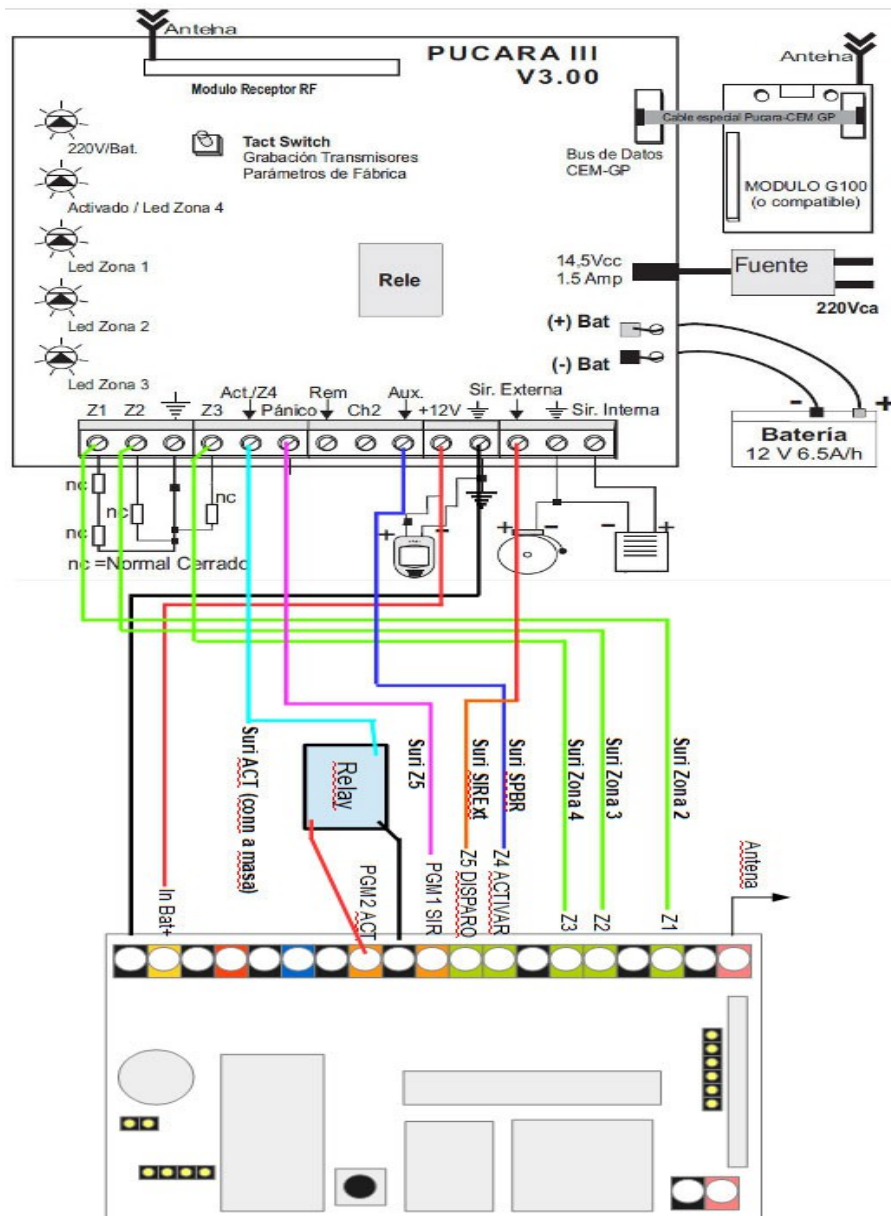 Antena
PUCARA III
V3.00
Modulo Receptor RF
Antena
Cable especial Pucara-CEM GP
220V/Bat.
Tact Switch
Grabación Transmisores
Parámetros de Fábrica
Bus de Datos
CEM-GP
MODULO G100
(o compatible)
Activado / Led Zona 4
Led Zona 1
Rele
14,5Vcc
1.5 Amp
Fuente
220Vca
Led Zona 2
(+) Bat
(-) Bat
Led Zona 3
- +
Batería
12 V 6.5A/h
Z1 Z2 Z3 Act./Z4 Pánico Rem Ch2 Aux. +12V Sir. Externa Sir. Interna
nc
nc
nc
nc
+ -
+ -
- +
nc =Normal Cerrado
Suri ACT (conn a masa)
Relay
Suri Z5
Suri SIRExt
Suri SPBR
Suri Zona 4
Suri Zona 3
Suri Zona 2
In Bat+
PGM2 ACT
PGM1 SIR
Z5 DISPARO
Z4 ACTIVAR
Z3
Z2
Z1
Antena